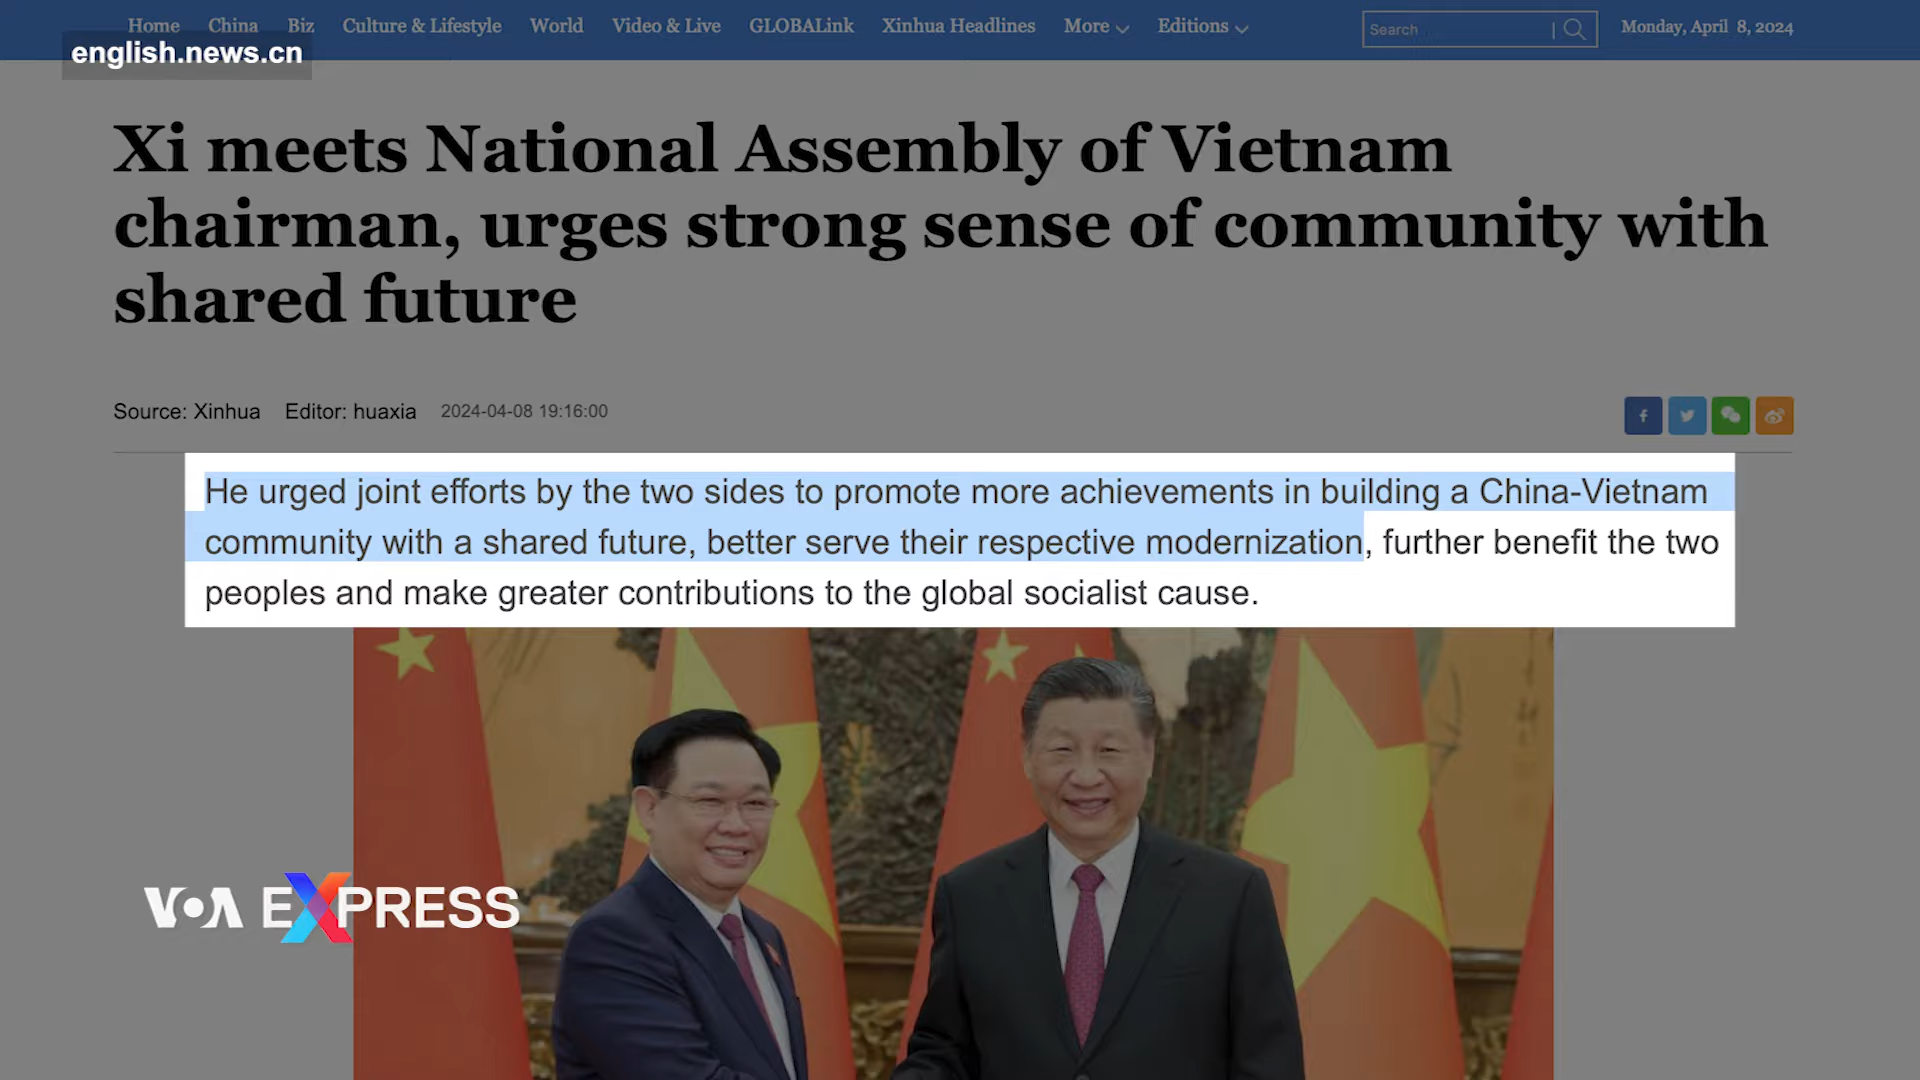 Home China Biz Culture & Lifestyle World Video & Live GLOBALink Xinhua Headlines More Editions Search Monday, April 8, 2024
english.news.cn
Xi meets National Assembly of Vietnam
chairman, urges strong sense of community with
shared future
Source: Xinhua Editor: huaxia 2024-04-08 19:16:00
He urged joint efforts by the two sides to promote more achievements in building a China-Vietnam
community with a shared future, better serve their respective modernization, further benefit the two
peoples and make greater contributions to the global socialist cause.
VOA EXPRESS